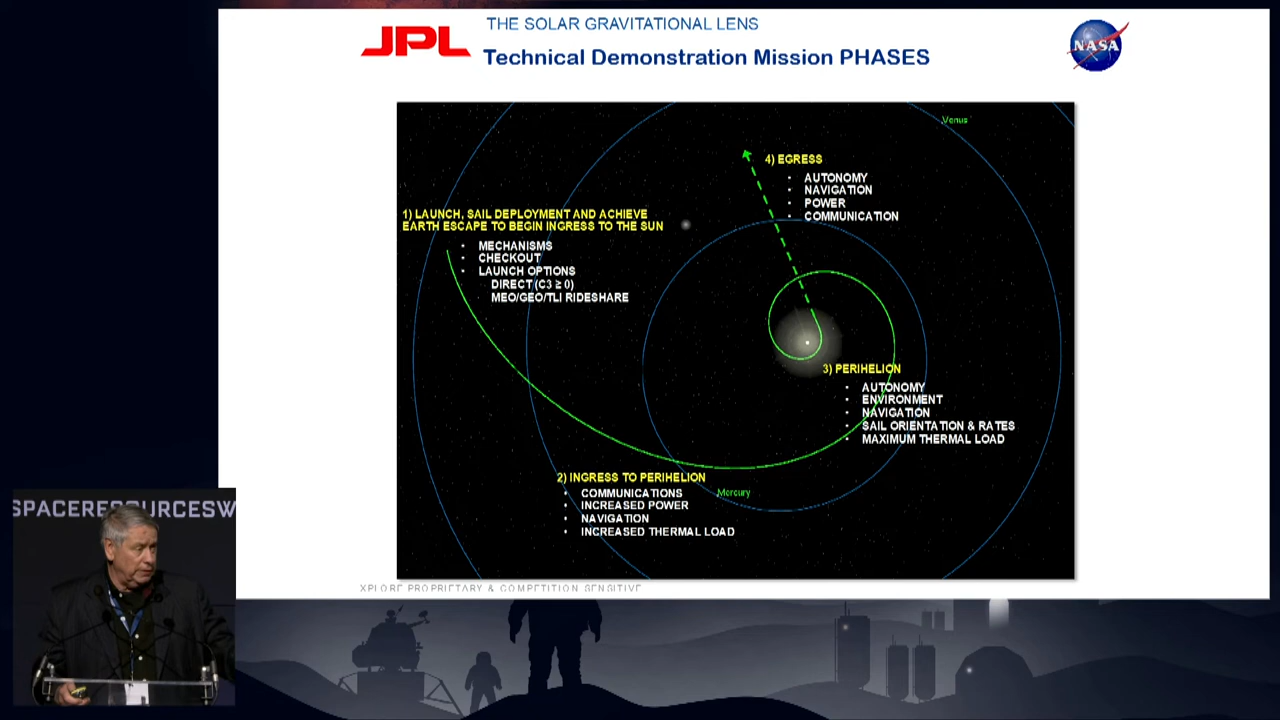 THE SOLAR GRAVITATIONAL LENS
JPL
Technical Demonstration Mission PHASES
NASA
Venus
4) EGRESS
• AUTONOMY
• NAVIGATION
• POWER
• COMMUNICATION
1) LAUNCH, SAIL DEPLOYMENT AND ACHIEVE
EARTH ESCAPE TO BEGIN INGRESS TO THE SUN
• MECHANISMS
• CHECKOUT
• LAUNCH OPTIONS
DIRECT (C3 ≥ 0)
MEO/GEO/TLI RIDESHARE
3) PERIHELION
• AUTONOMY
• ENVIRONMENT
• NAVIGATION
• SAIL ORIENTATION & RATES
• MAXIMUM THERMAL LOAD
2) INGRESS TO PERIHELION
• COMMUNICATIONS
• INCREASED POWER
• NAVIGATION
• INCREASED THERMAL LOAD
Mercury
XPLORE PROPRIETARY & COMPETITION SENSITIVE
SPACERESOURCESW